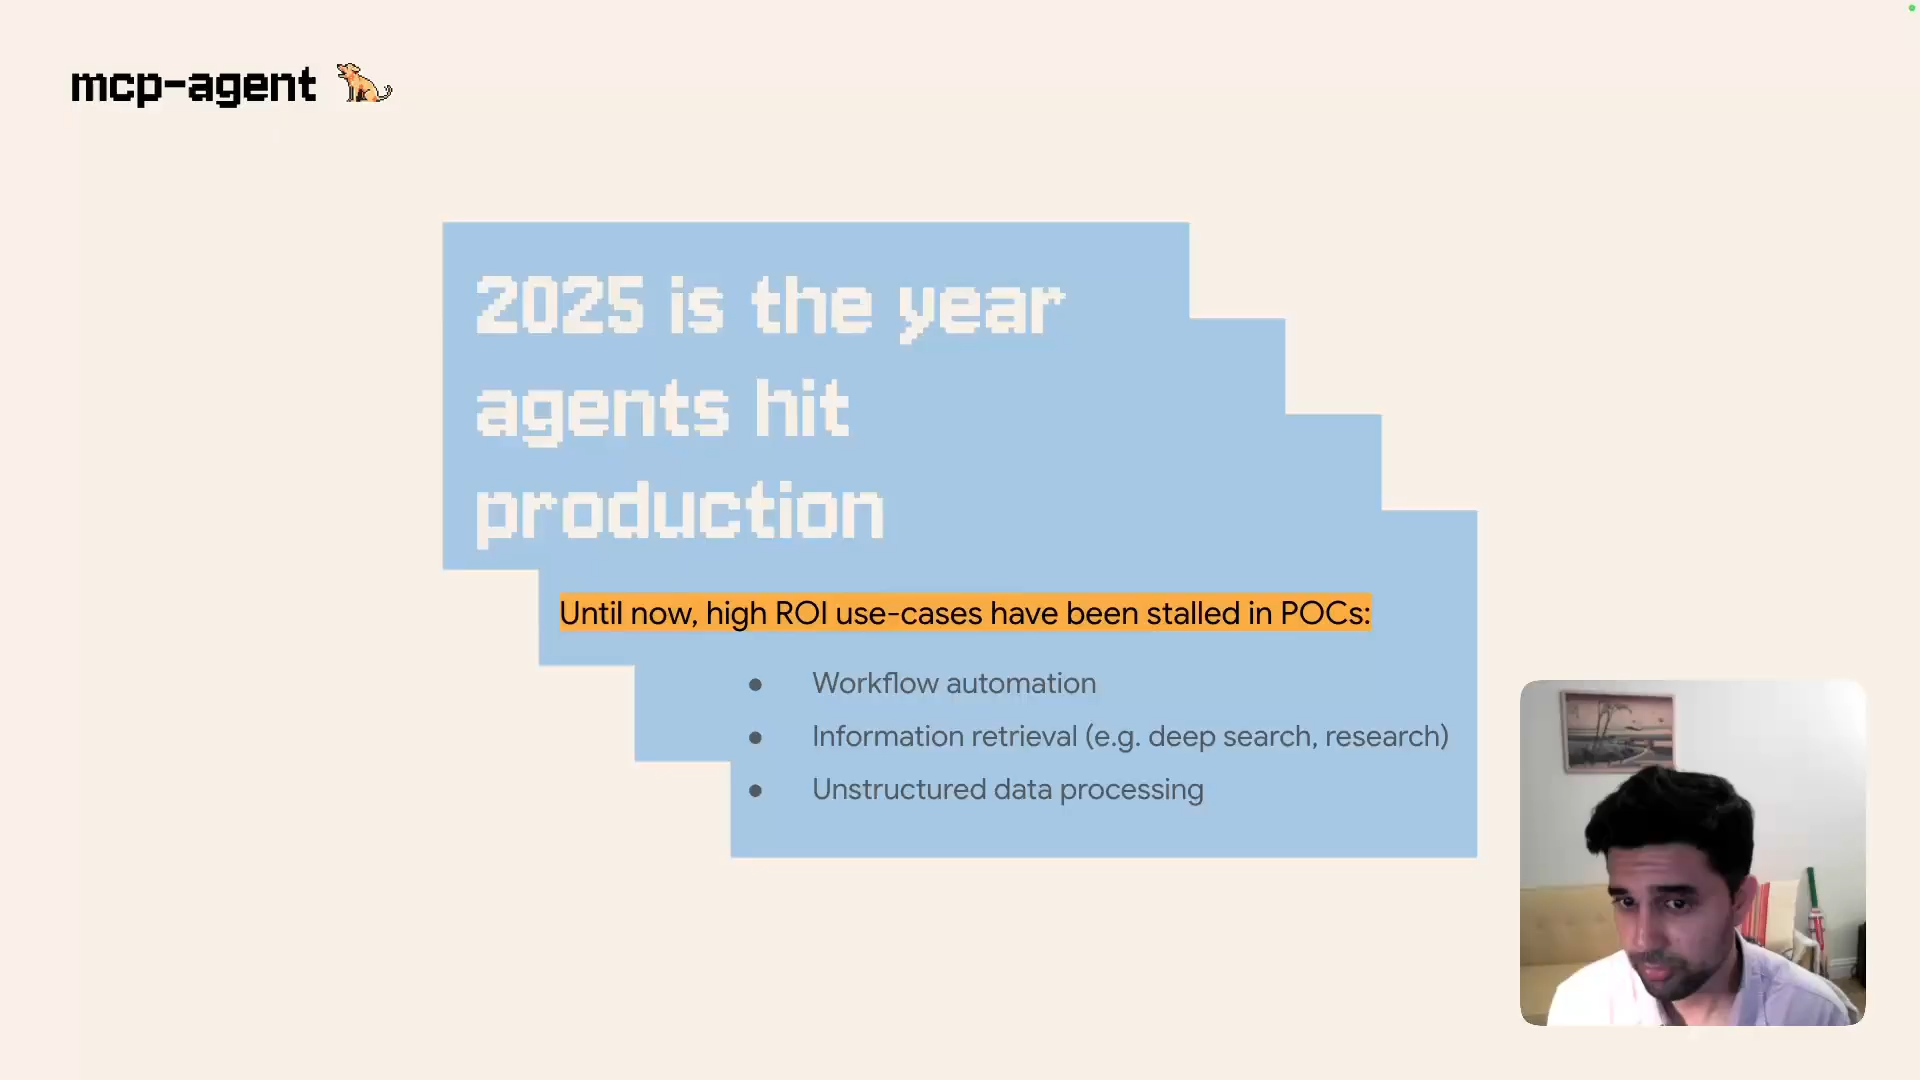 mcp-agent
2025 is the year
agents hit
production
Until now, high ROI use-cases have been stalled in POCs:
● Workflow automation
● Information retrieval (e.g. deep search, research)
● Unstructured data processing